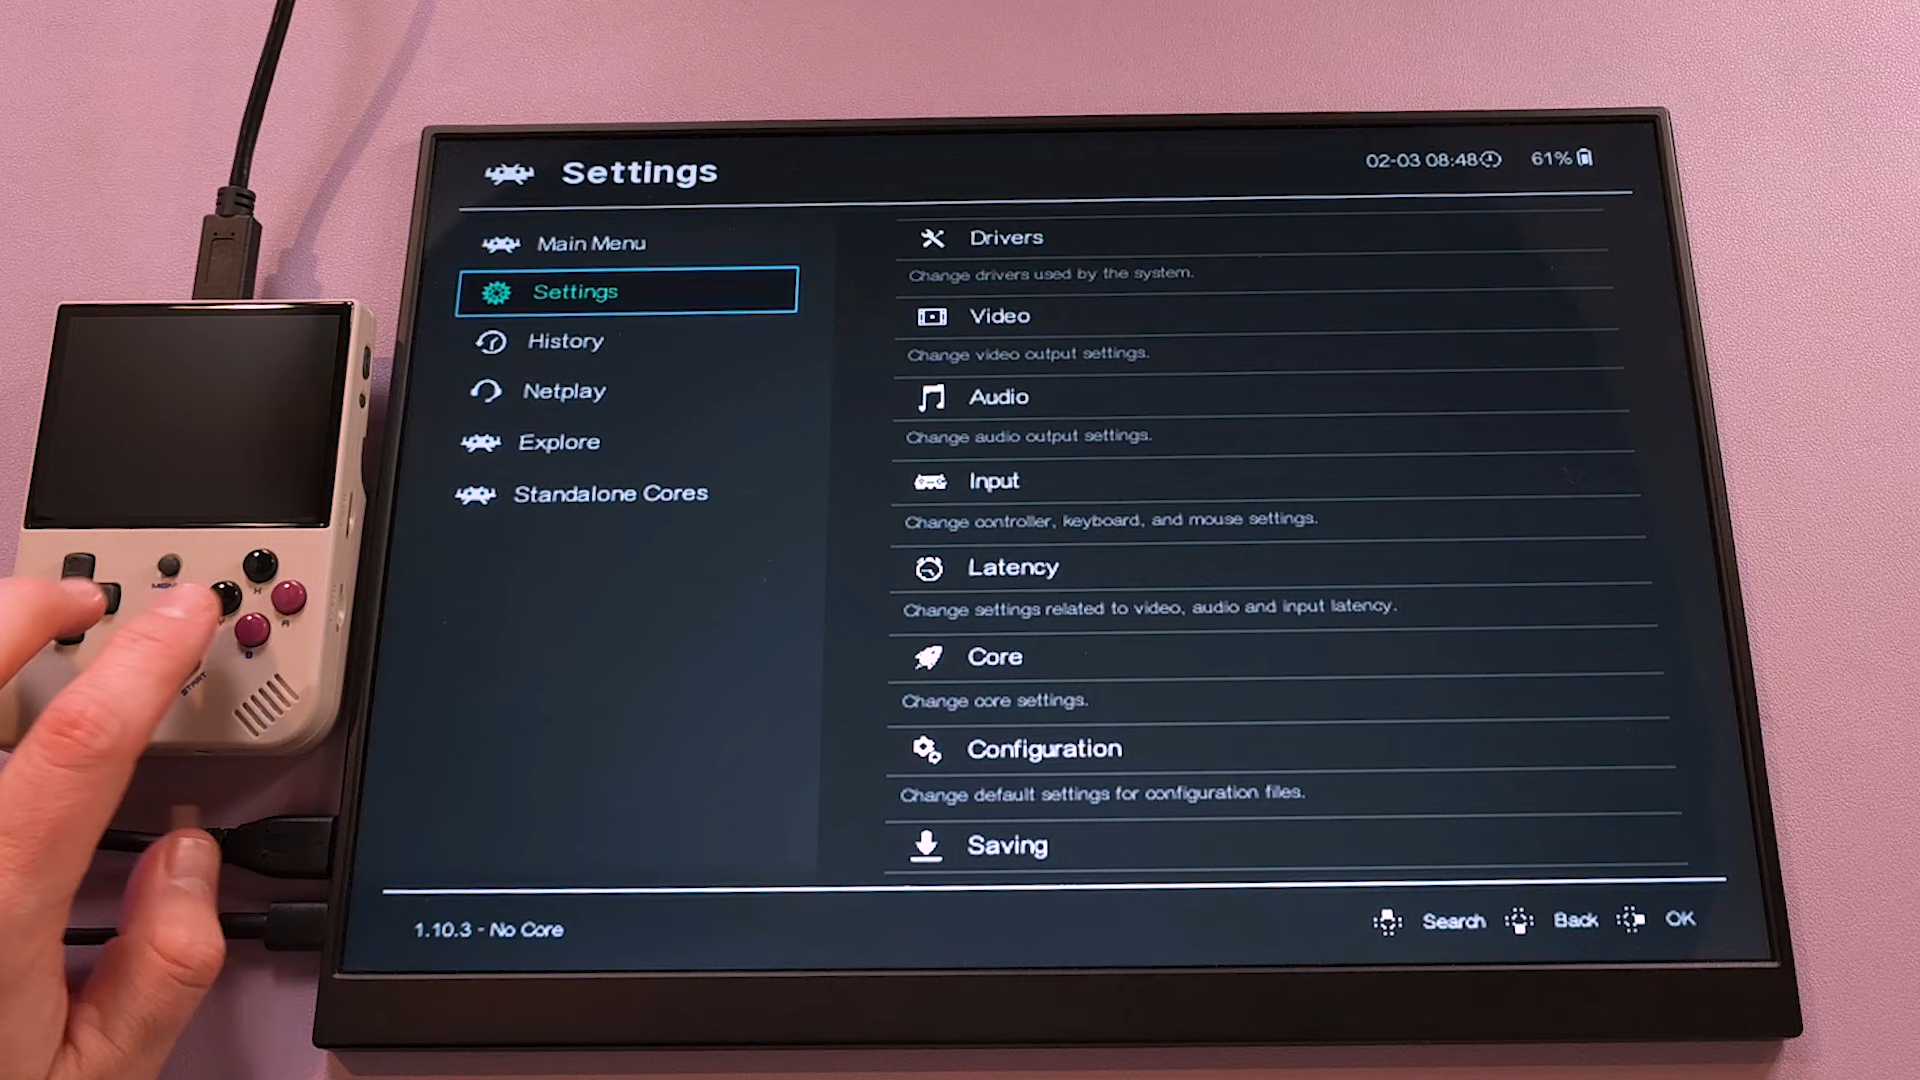 Settings
02-03 08:48
61%
Main Menu
Settings
History
Netplay
Explore
Standalone Cores
Drivers
Change drivers used by the system.
Video
Change video output settings.
Audio
Change audio output settings.
Input
Change controller, keyboard, and mouse settings.
Latency
Change settings related to video, audio and input latency.
Core
Change core settings.
Configuration
Change default settings for configuration files.
Saving
1.10.3 - No Core
Search
Back
OK
X
A
B